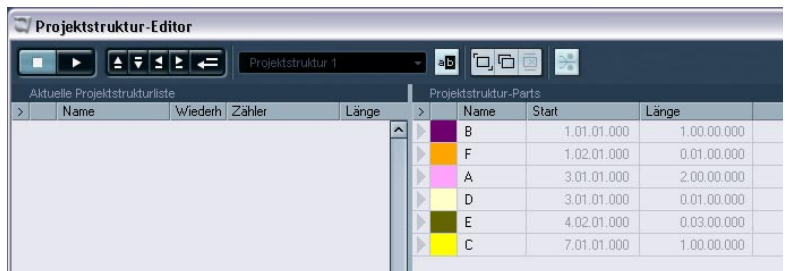 Projektstruktur-Editor
Projektstruktur 1 ab
Aktuelle Projektstrukturliste Projektstruktur-Parts
> Name Wiederh Zähler Länge > Name Start Länge
B 1.01.01.000 1.00.00.000
F 1.02.01.000 0.01.00.000
A 3.01.01.000 2.00.00.000
D 3.01.01.000 0.01.00.000
E 4.02.01.000 0.03.00.000
C 7.01.01.000 1.00.00.000